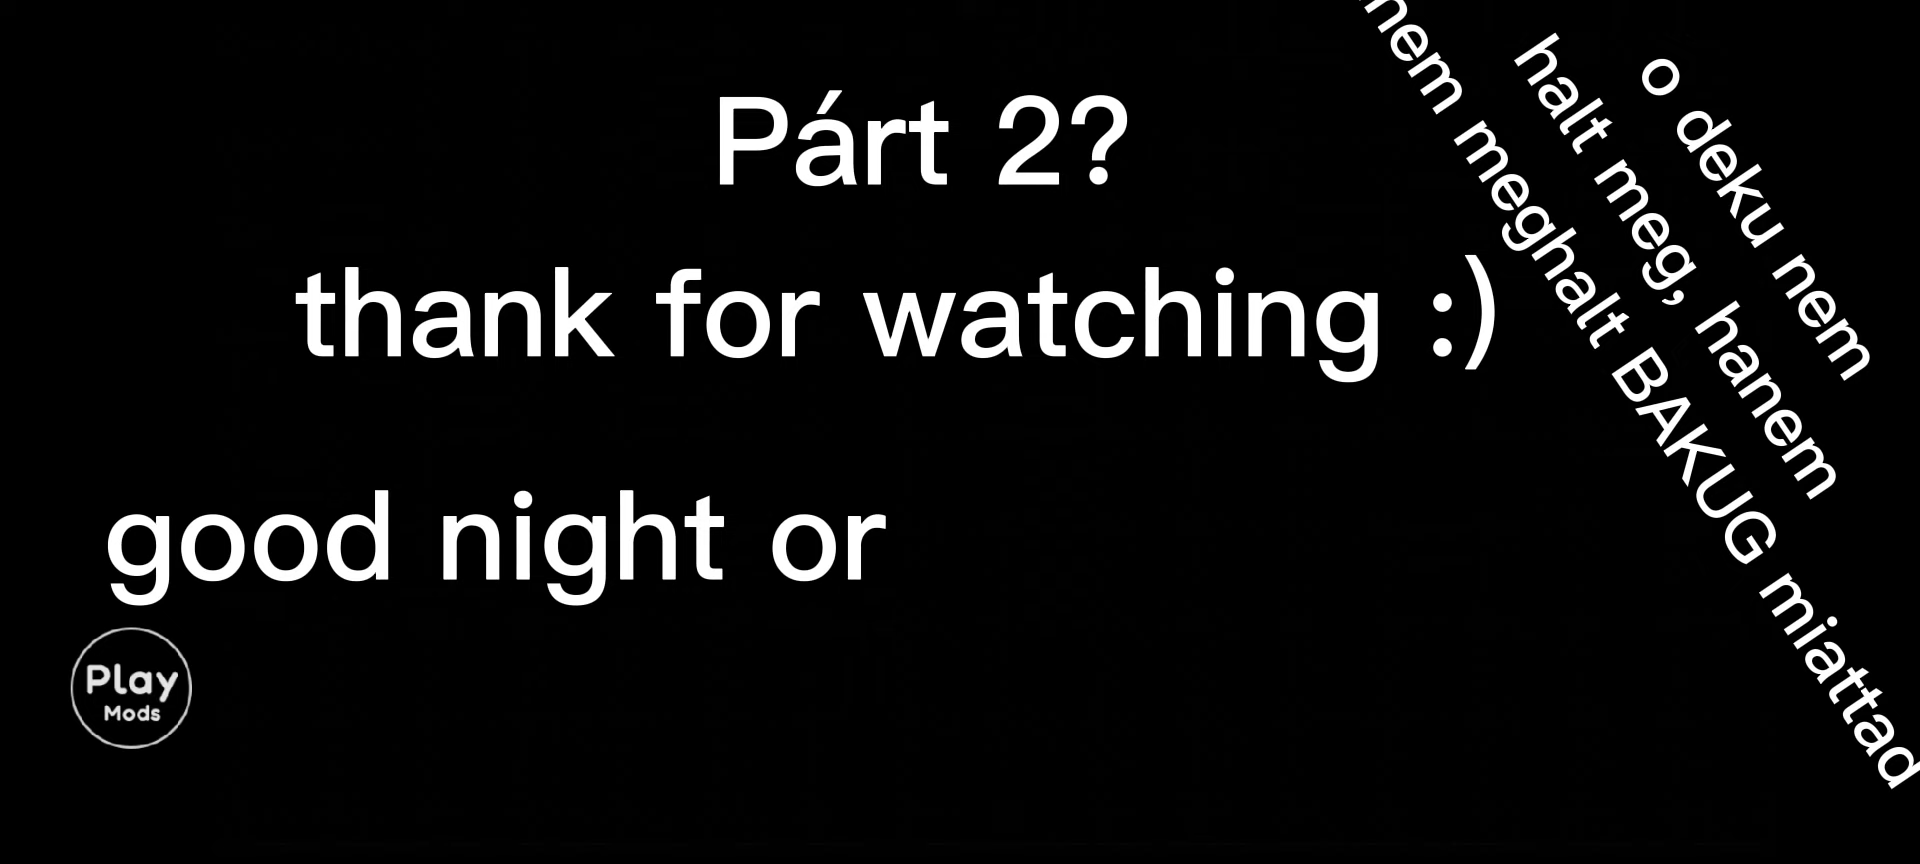 Párt 2?
thank for watching :)
good night or
o deku nem
halt meg, hanem
nem meghalt BAKUG miattad
Play
Mods